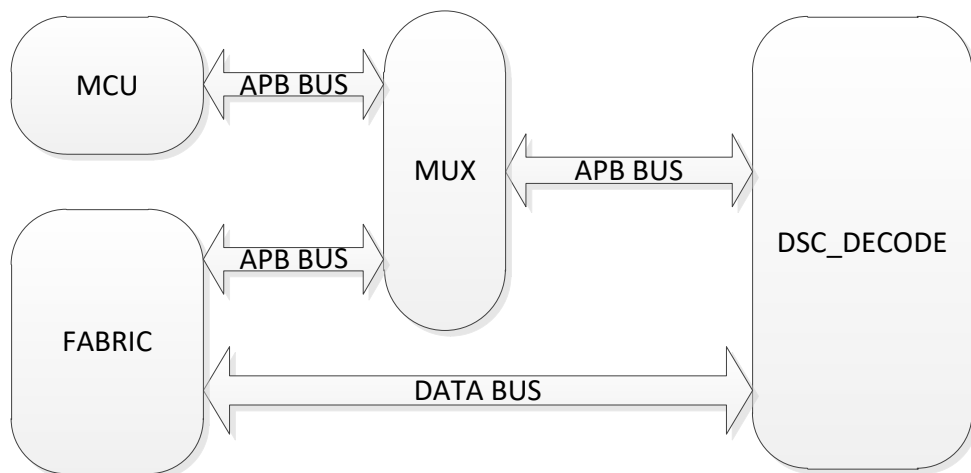 MCU
APB BUS
MUX
APB BUS
DSC_DECODE
APB BUS
FABRIC
DATA BUS